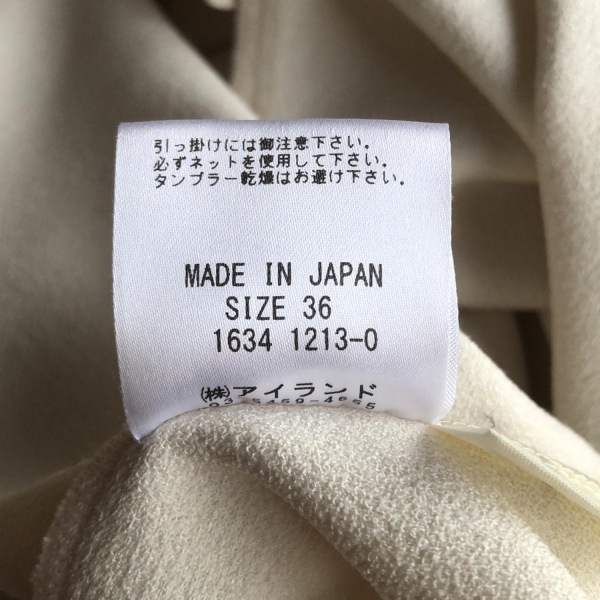 引っ掛けには御注意下さい。
必ずネットを使用して下さい。
タンブラー乾燥はお避け下さい。
MADE IN JAPAN
SIZE 36
1634 1213-0
(株)アイランド